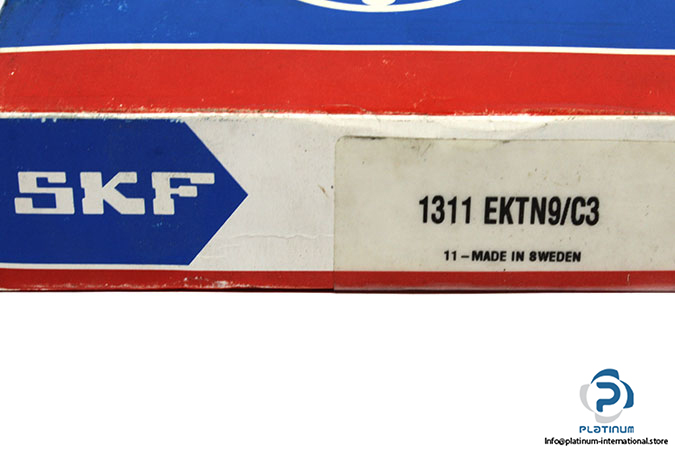 SKF
1311 EKTN9/C3
11-MADE IN SWEDEN
PLATINUM
Info@platinum-international.store